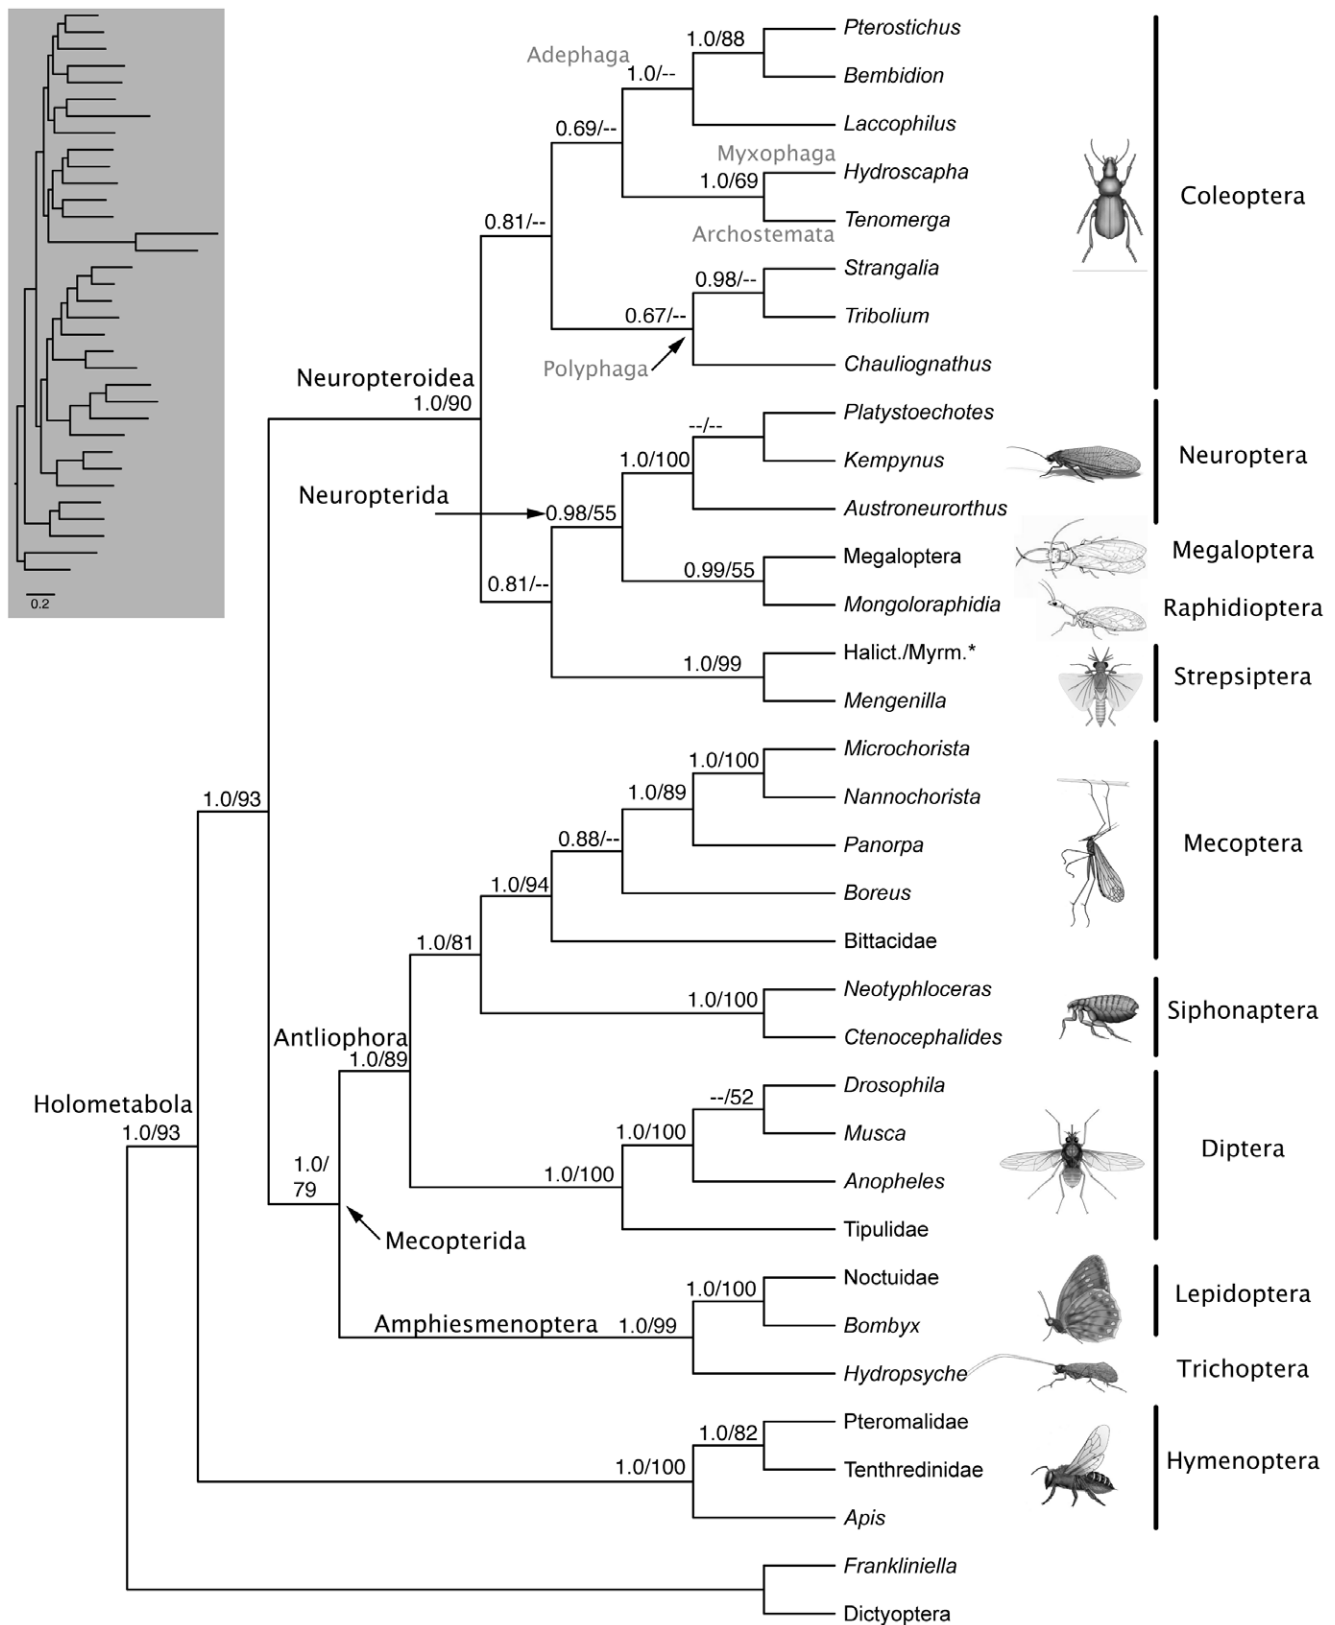 Pterostichus
1.0/88
Adephaga
1.0/--
Bembidion
Laccophilus
0.69/--
Myxophaga
Hydroscapha
1.0/69
Coleoptera
Tenomerga
0.81/--
Archostemata
Strangalia
0.98/--
Tribolium
0.67/--
Polyphaga
Chauliognathus
Neuropteroidea
1.0/90
Platystoechotes
--/--
Kempynus
Neuroptera
1.0/100
Neuropterida
0.98/55
Austroneurorthus
Megaloptera
Megaloptera
0.99/55
0.81/--
Mongoloraphidia
Raphidioptera
0.2
Halict./Myrm.*
1.0/99
Strepsiptera
Mengenilla
Microchorista
1.0/100
1.0/89
Nannochorista
1.0/93
0.88/--
Panorpa
Mecoptera
1.0/94
Boreus
1.0/81
Bittacidae
Neotyphloceras
1.0/100
Siphonaptera
Antliophora
Ctenocephalides
1.0/89
Drosophila
--/52
Holometabola
1.0/93
Musca
1.0/100
Diptera
1.0/
79
1.0/100
Anopheles
Mecopterida
Tipulidae
Noctuidae
1.0/100
Lepidoptera
Amphiesmenoptera
1.0/99
Bombyx
Hydropsyche
Trichoptera
Pteromalidae
1.0/82
1.0/100
Tenthredinidae
Hymenoptera
Apis
Frankliniella
Dictyoptera